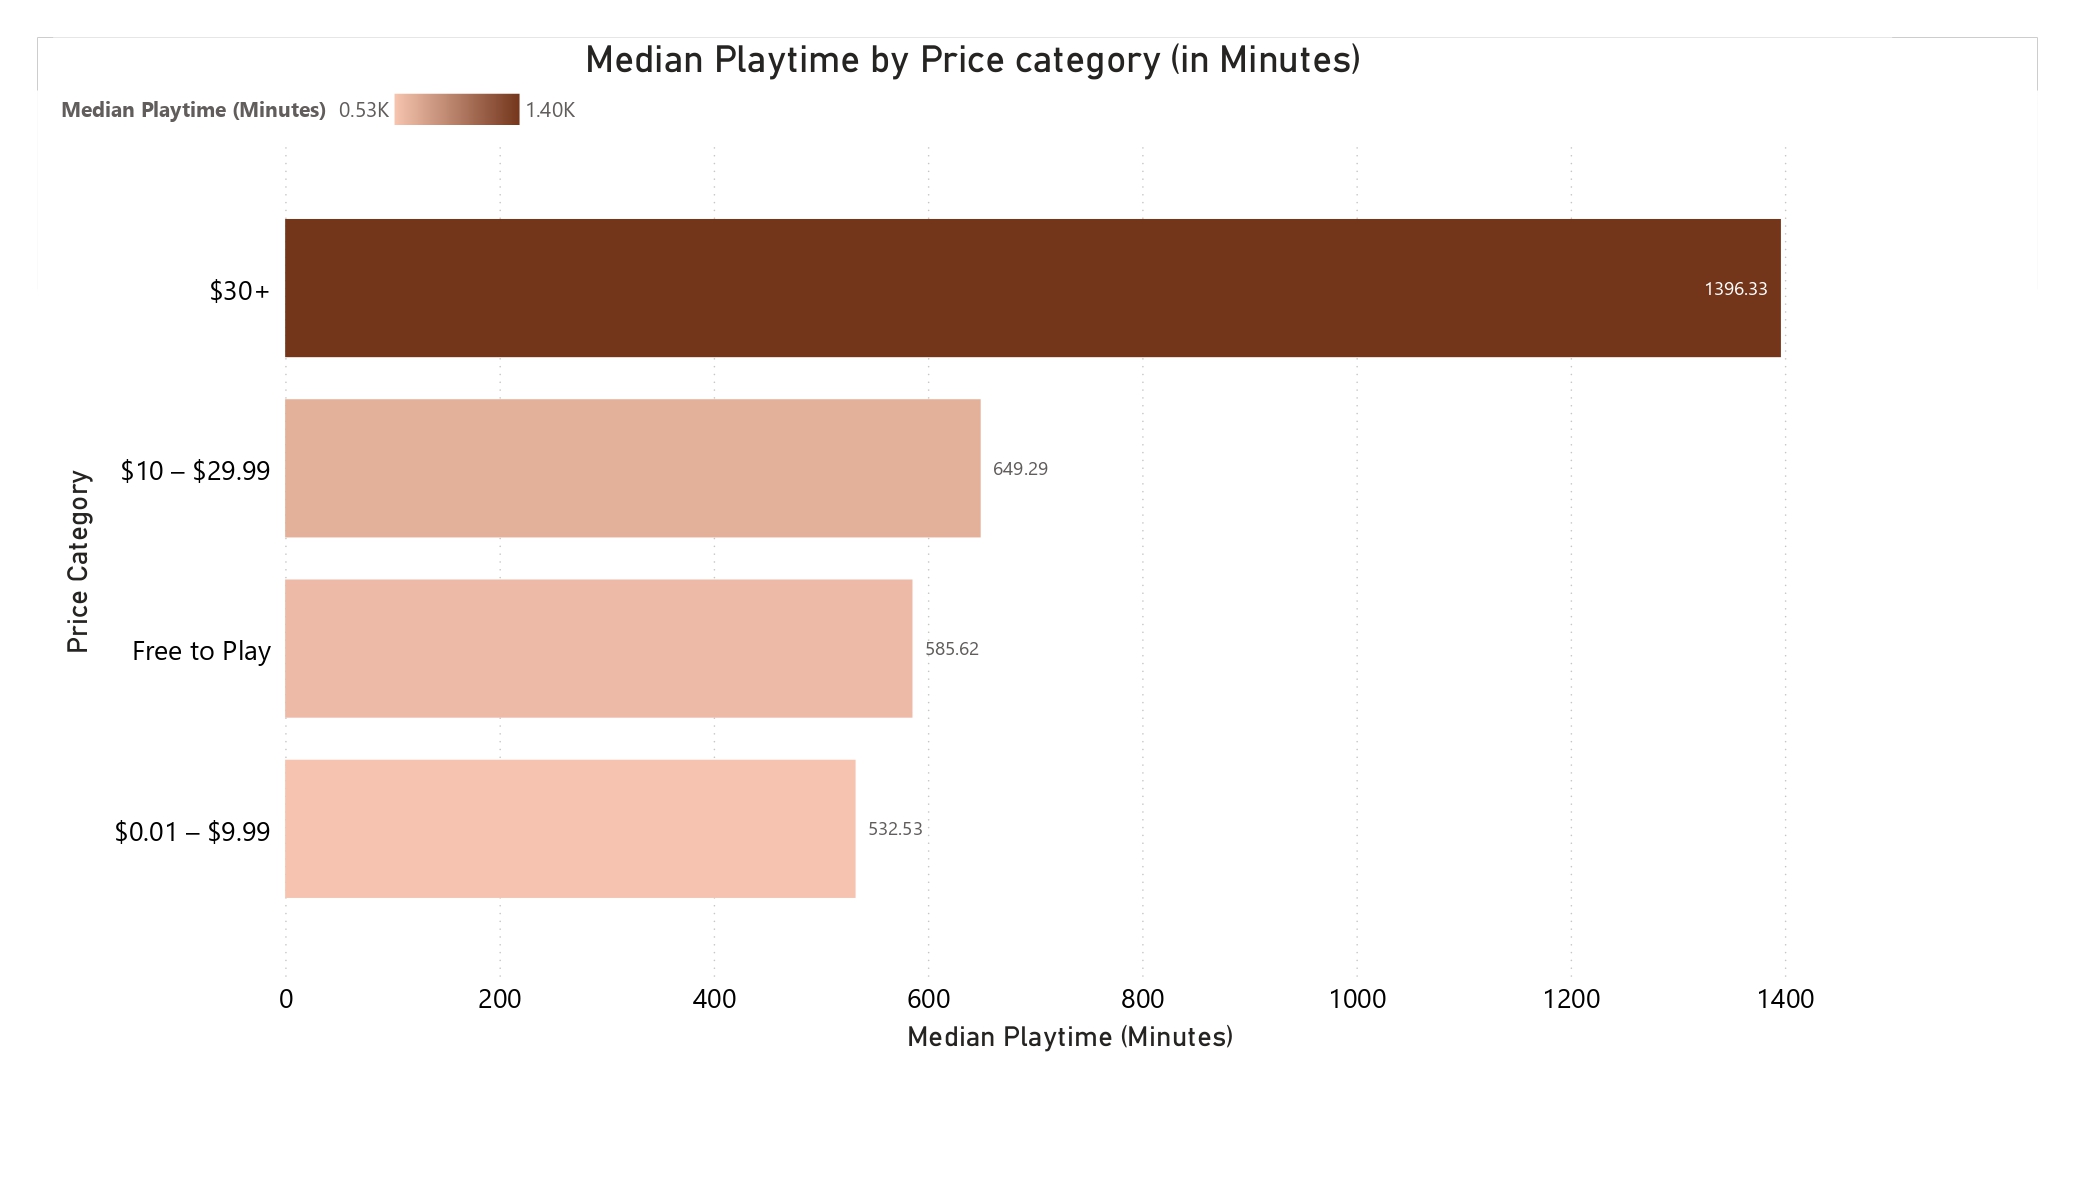 Median Playtime by Price category (in Minutes)
Median Playtime (Minutes) 0.53K 1.40K
$30+ 1396.33
$10 – $29.99 649.29
Free to Play 585.62
$0.01 – $9.99 532.53
Price Category
0 200 400 600 800 1000 1200 1400
Median Playtime (Minutes)